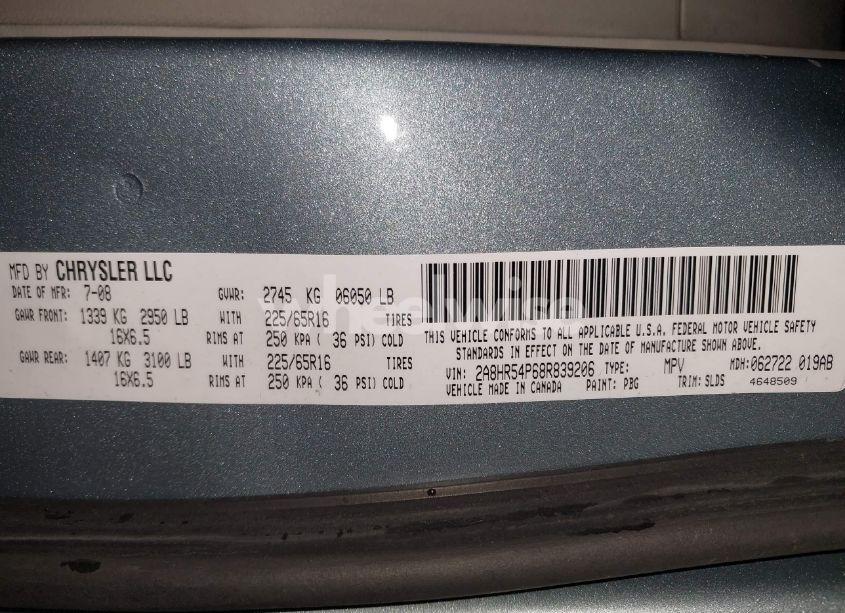 MFD BY CHRYSLER LLC
DATE OF MFR: 7-08 GVWR: 2745 KG 06050 LB
GAWR FRONT: 1339 KG 2950 LB WITH 225/65R16 TIRES
16X6.5 RIMS AT 250 KPA ( 36 PSI) COLD
GAWR REAR: 1407 KG 3100 LB WITH 225/65R16 TIRES
16X6.5 RIMS AT 250 KPA ( 36 PSI) COLD
THIS VEHICLE CONFORMS TO ALL APPLICABLE U.S.A. FEDERAL MOTOR VEHICLE SAFETY
STANDARDS IN EFFECT ON THE DATE OF MANUFACTURE SHOWN ABOVE.
VIN: 2A8HR54P68R839206 TYPE: MPV MDH: 062722 019AB
VEHICLE MADE IN CANADA PAINT: PBG TRIM: SLDS 4648509
wheelwise